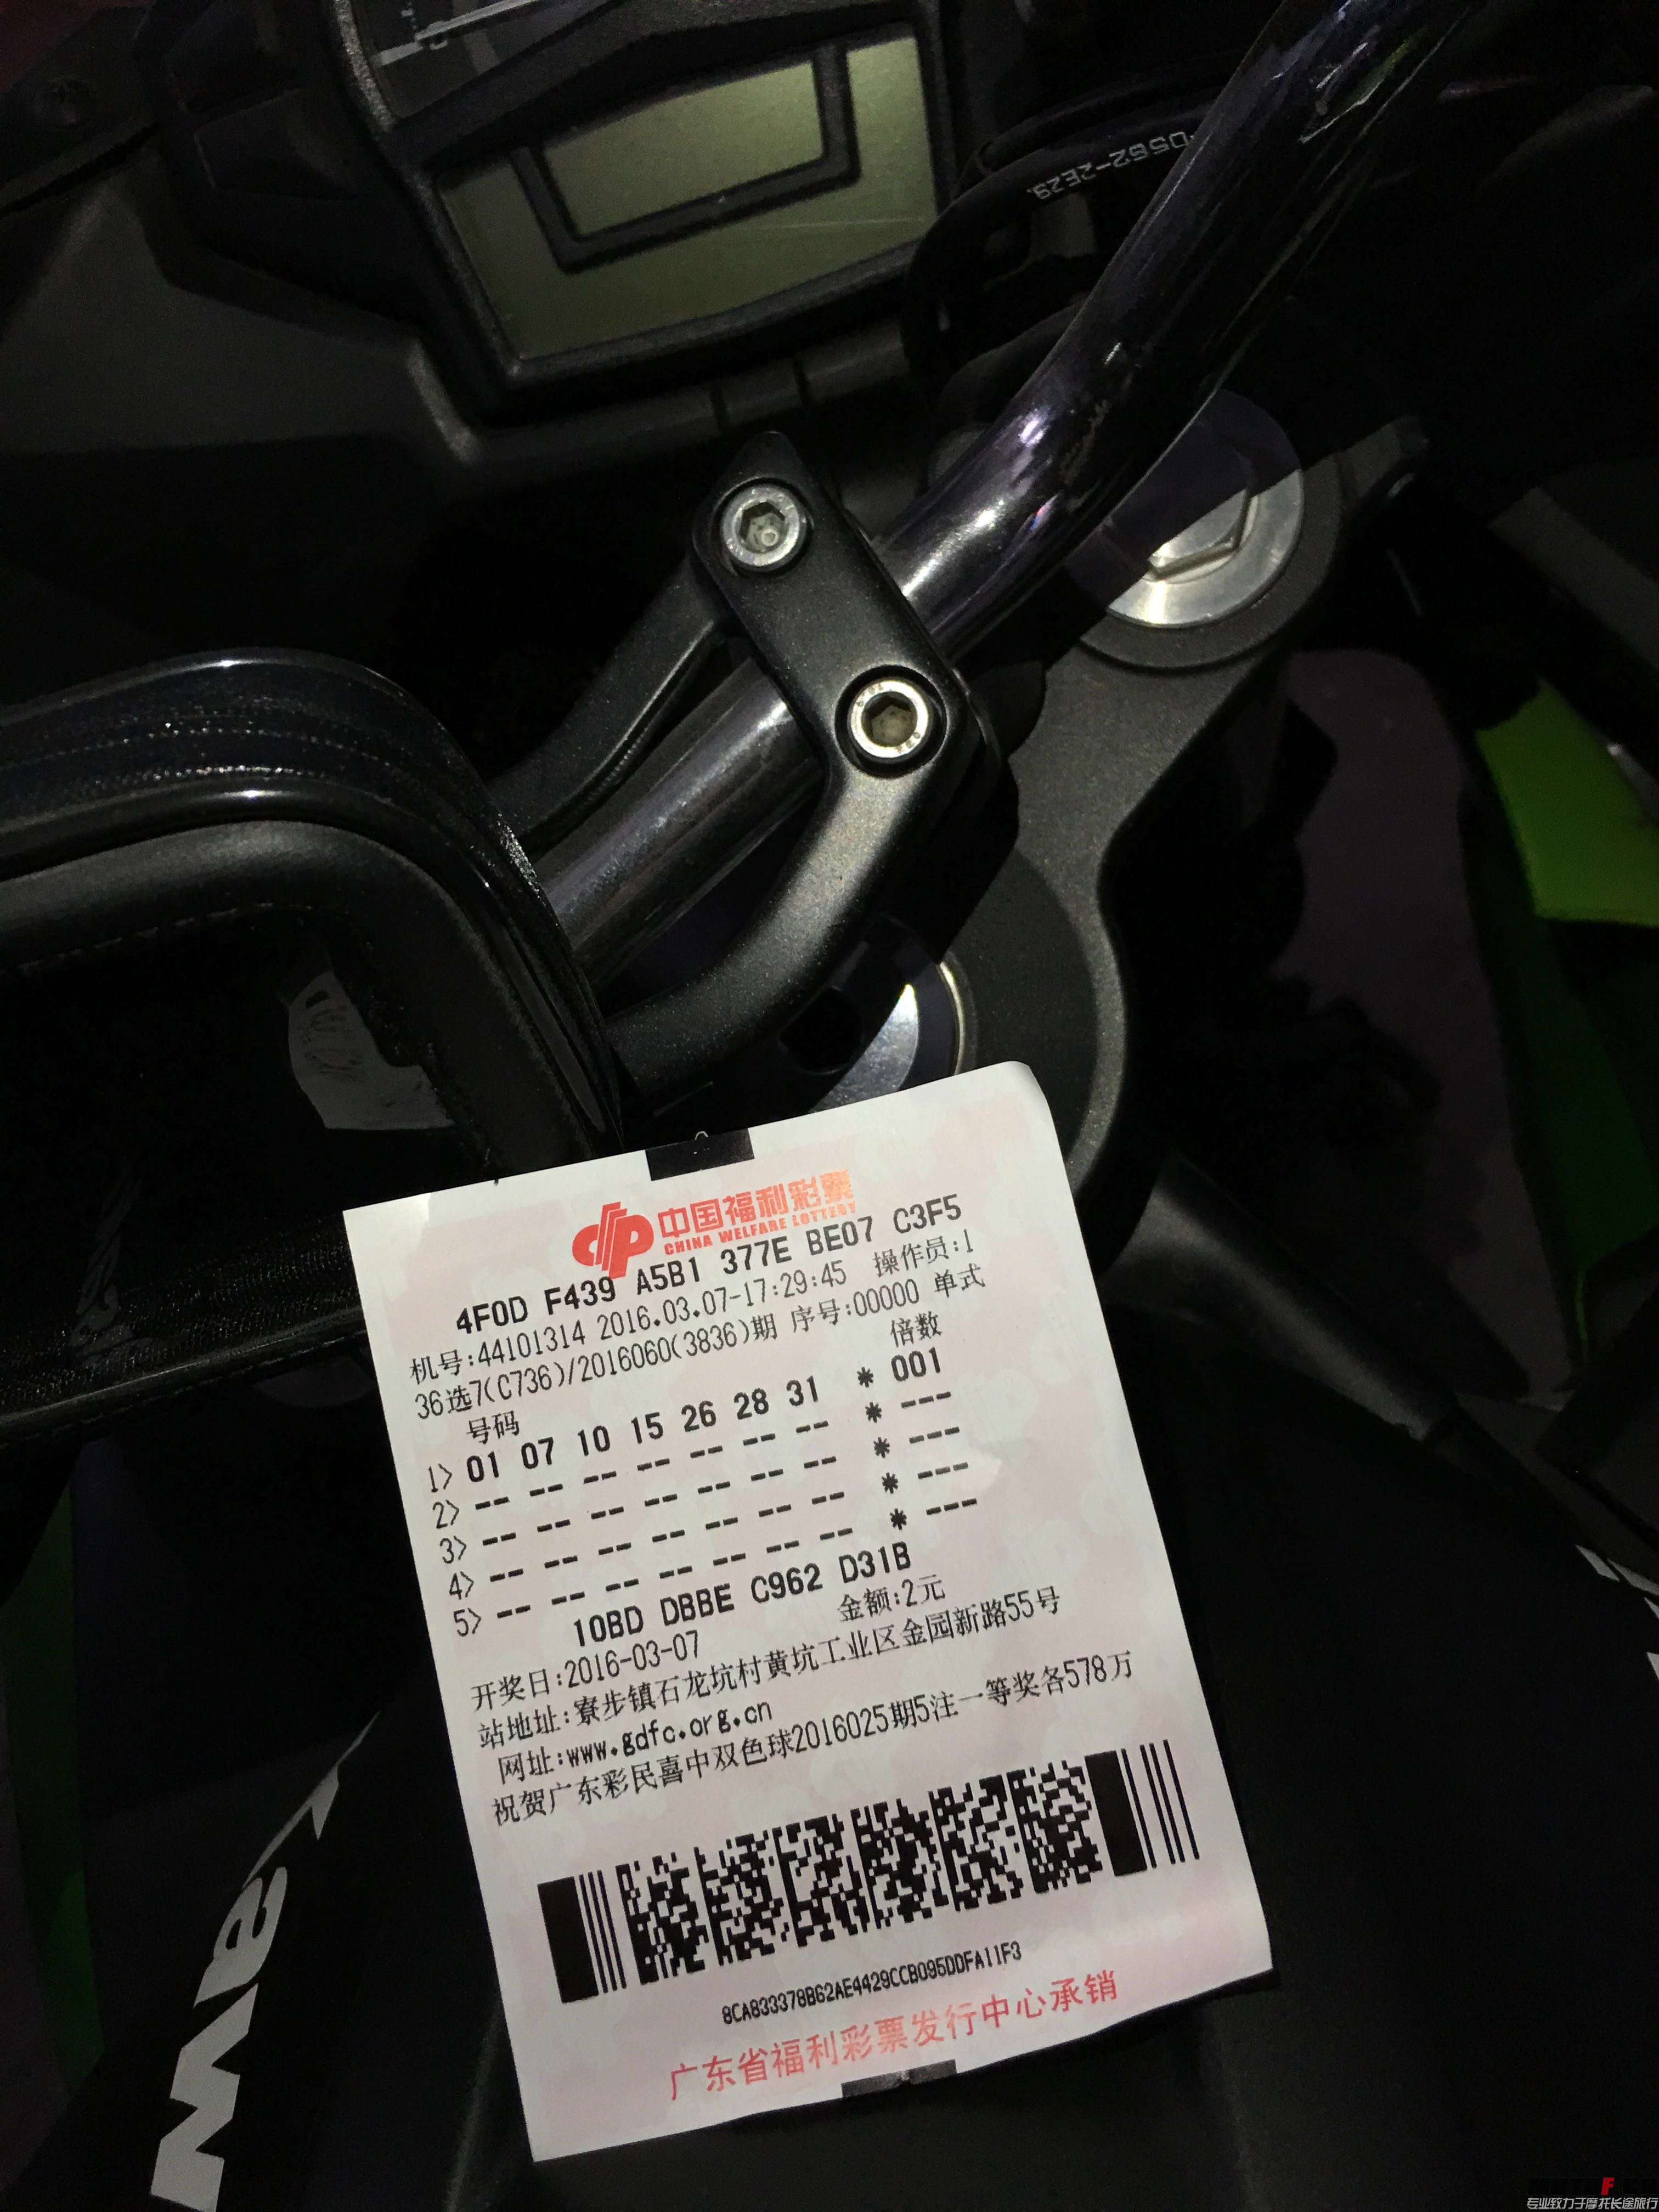 0562-2E29.
中国福利彩票
CHINA WELFARE LOTTERY
4F0D F439 A5B1 377E BE07 C3F5
机号:44101314 2016.03.07-17:29:45 操作员:1
36选7(C736)/2016060(3836)期 序号:00000 单式
号码 倍数
1> 01 07 10 15 26 28 31 * 001
2> -- -- -- -- -- -- -- * ---
3> -- -- -- -- -- -- -- * ---
4> -- -- -- -- -- -- -- * ---
5> -- -- -- -- -- -- -- * ---
10BD DBBE C962 D31B
开奖日:2016-03-07 金额:2元
站地址:寮步镇石龙坑村黄坑工业区金园新路55号
网址:www.gdfc.org.cn
祝贺广东彩民喜中双色球2016025期5注一等奖各578万
8CA833378B62AE4429CCB095DDFA11F3
广东省福利彩票发行中心承销
专业致力于摩托长途旅行